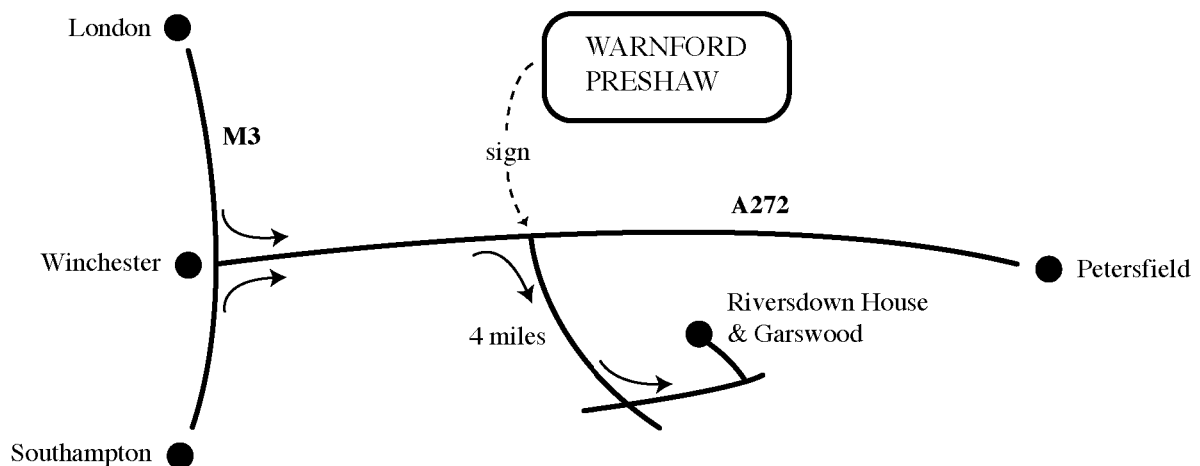 London
WARNFORD
PRESHAW
M3
sign
A272
Winchester
Petersfield
Riversdown House
& Garswood
4 miles
Southampton